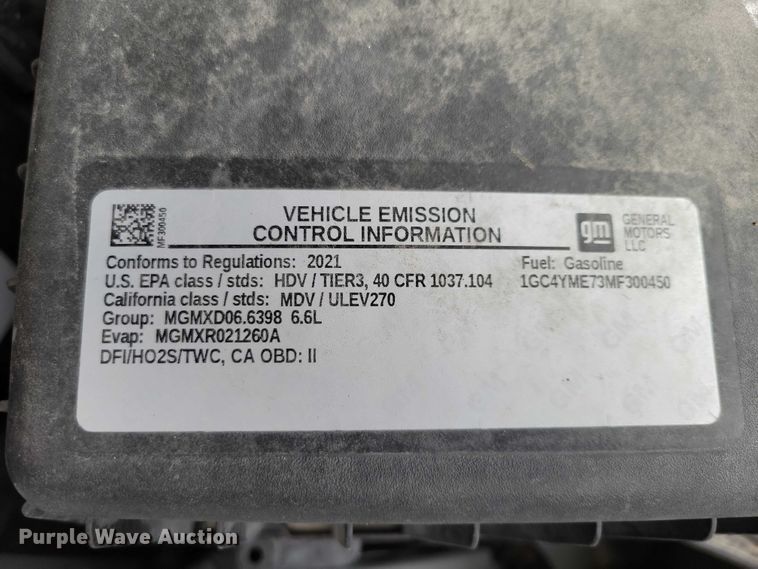 MF300450
VEHICLE EMISSION
CONTROL INFORMATION
gm
GENERAL
MOTORS
LLC
Conforms to Regulations: 2021
Fuel: Gasoline
U.S. EPA class / stds: HDV / TIER3, 40 CFR 1037.104
1GC4YME73MF300450
California class / stds: MDV / ULEV270
Group: MGMXD06.6398 6.6L
Evap: MGMXR021260A
DFI/HO2S/TWC, CA OBD: II
Purple Wave Auction